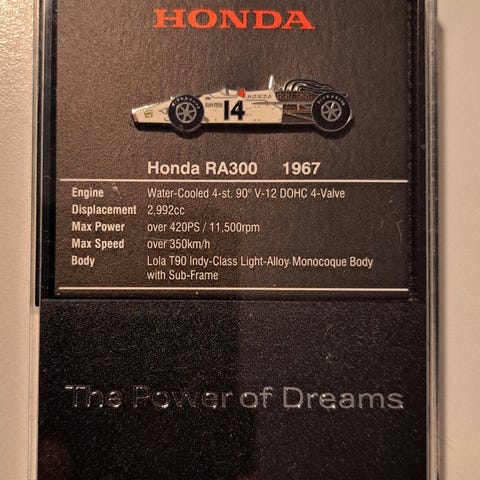 HONDA
HONDA
14
Honda RA300 1967
Engine Water-Cooled 4-st. 90° V-12 DOHC 4-Valve
Displacement 2,992cc
Max Power over 420PS / 11,500rpm
Max Speed over 350km/h
Body Lola T90 Indy-Class Light-Alloy Monocoque Body
with Sub-Frame
The Power of Dreams